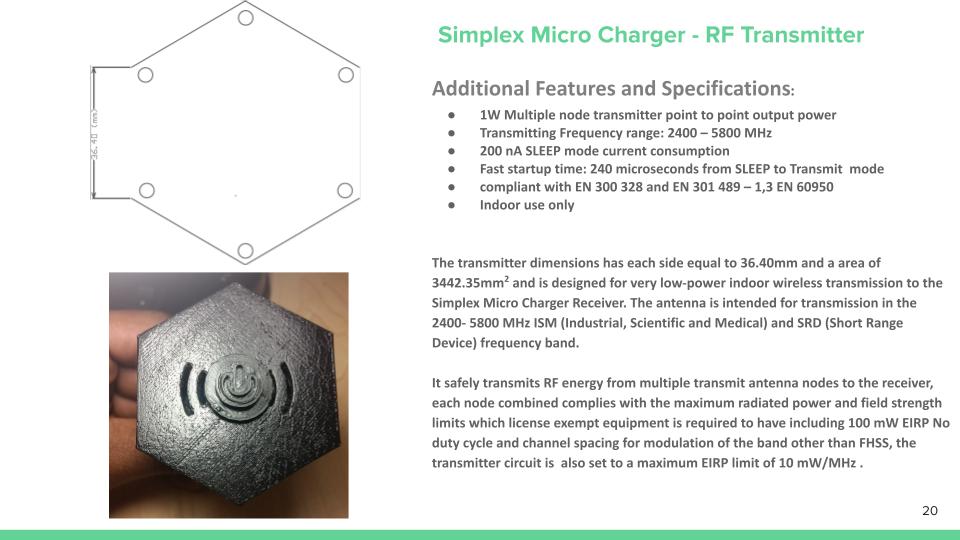 Simplex Micro Charger - RF Transmitter
36.40 (mm)
Additional Features and Specifications:
● 1W Multiple node transmitter point to point output power
● Transmitting Frequency range: 2400 – 5800 MHz
● 200 nA SLEEP mode current consumption
● Fast startup time: 240 microseconds from SLEEP to Transmit mode
● compliant with EN 300 328 and EN 301 489 – 1,3 EN 60950
● Indoor use only
The transmitter dimensions has each side equal to 36.40mm and a area of
3442.35mm² and is designed for very low-power indoor wireless transmission to the
Simplex Micro Charger Receiver. The antenna is intended for transmission in the
2400- 5800 MHz ISM (Industrial, Scientific and Medical) and SRD (Short Range
Device) frequency band.
It safely transmits RF energy from multiple transmit antenna nodes to the receiver,
each node combined complies with the maximum radiated power and field strength
limits which license exempt equipment is required to have including 100 mW EIRP No
duty cycle and channel spacing for modulation of the band other than FHSS, the
transmitter circuit is also set to a maximum EIRP limit of 10 mW/MHz .
20